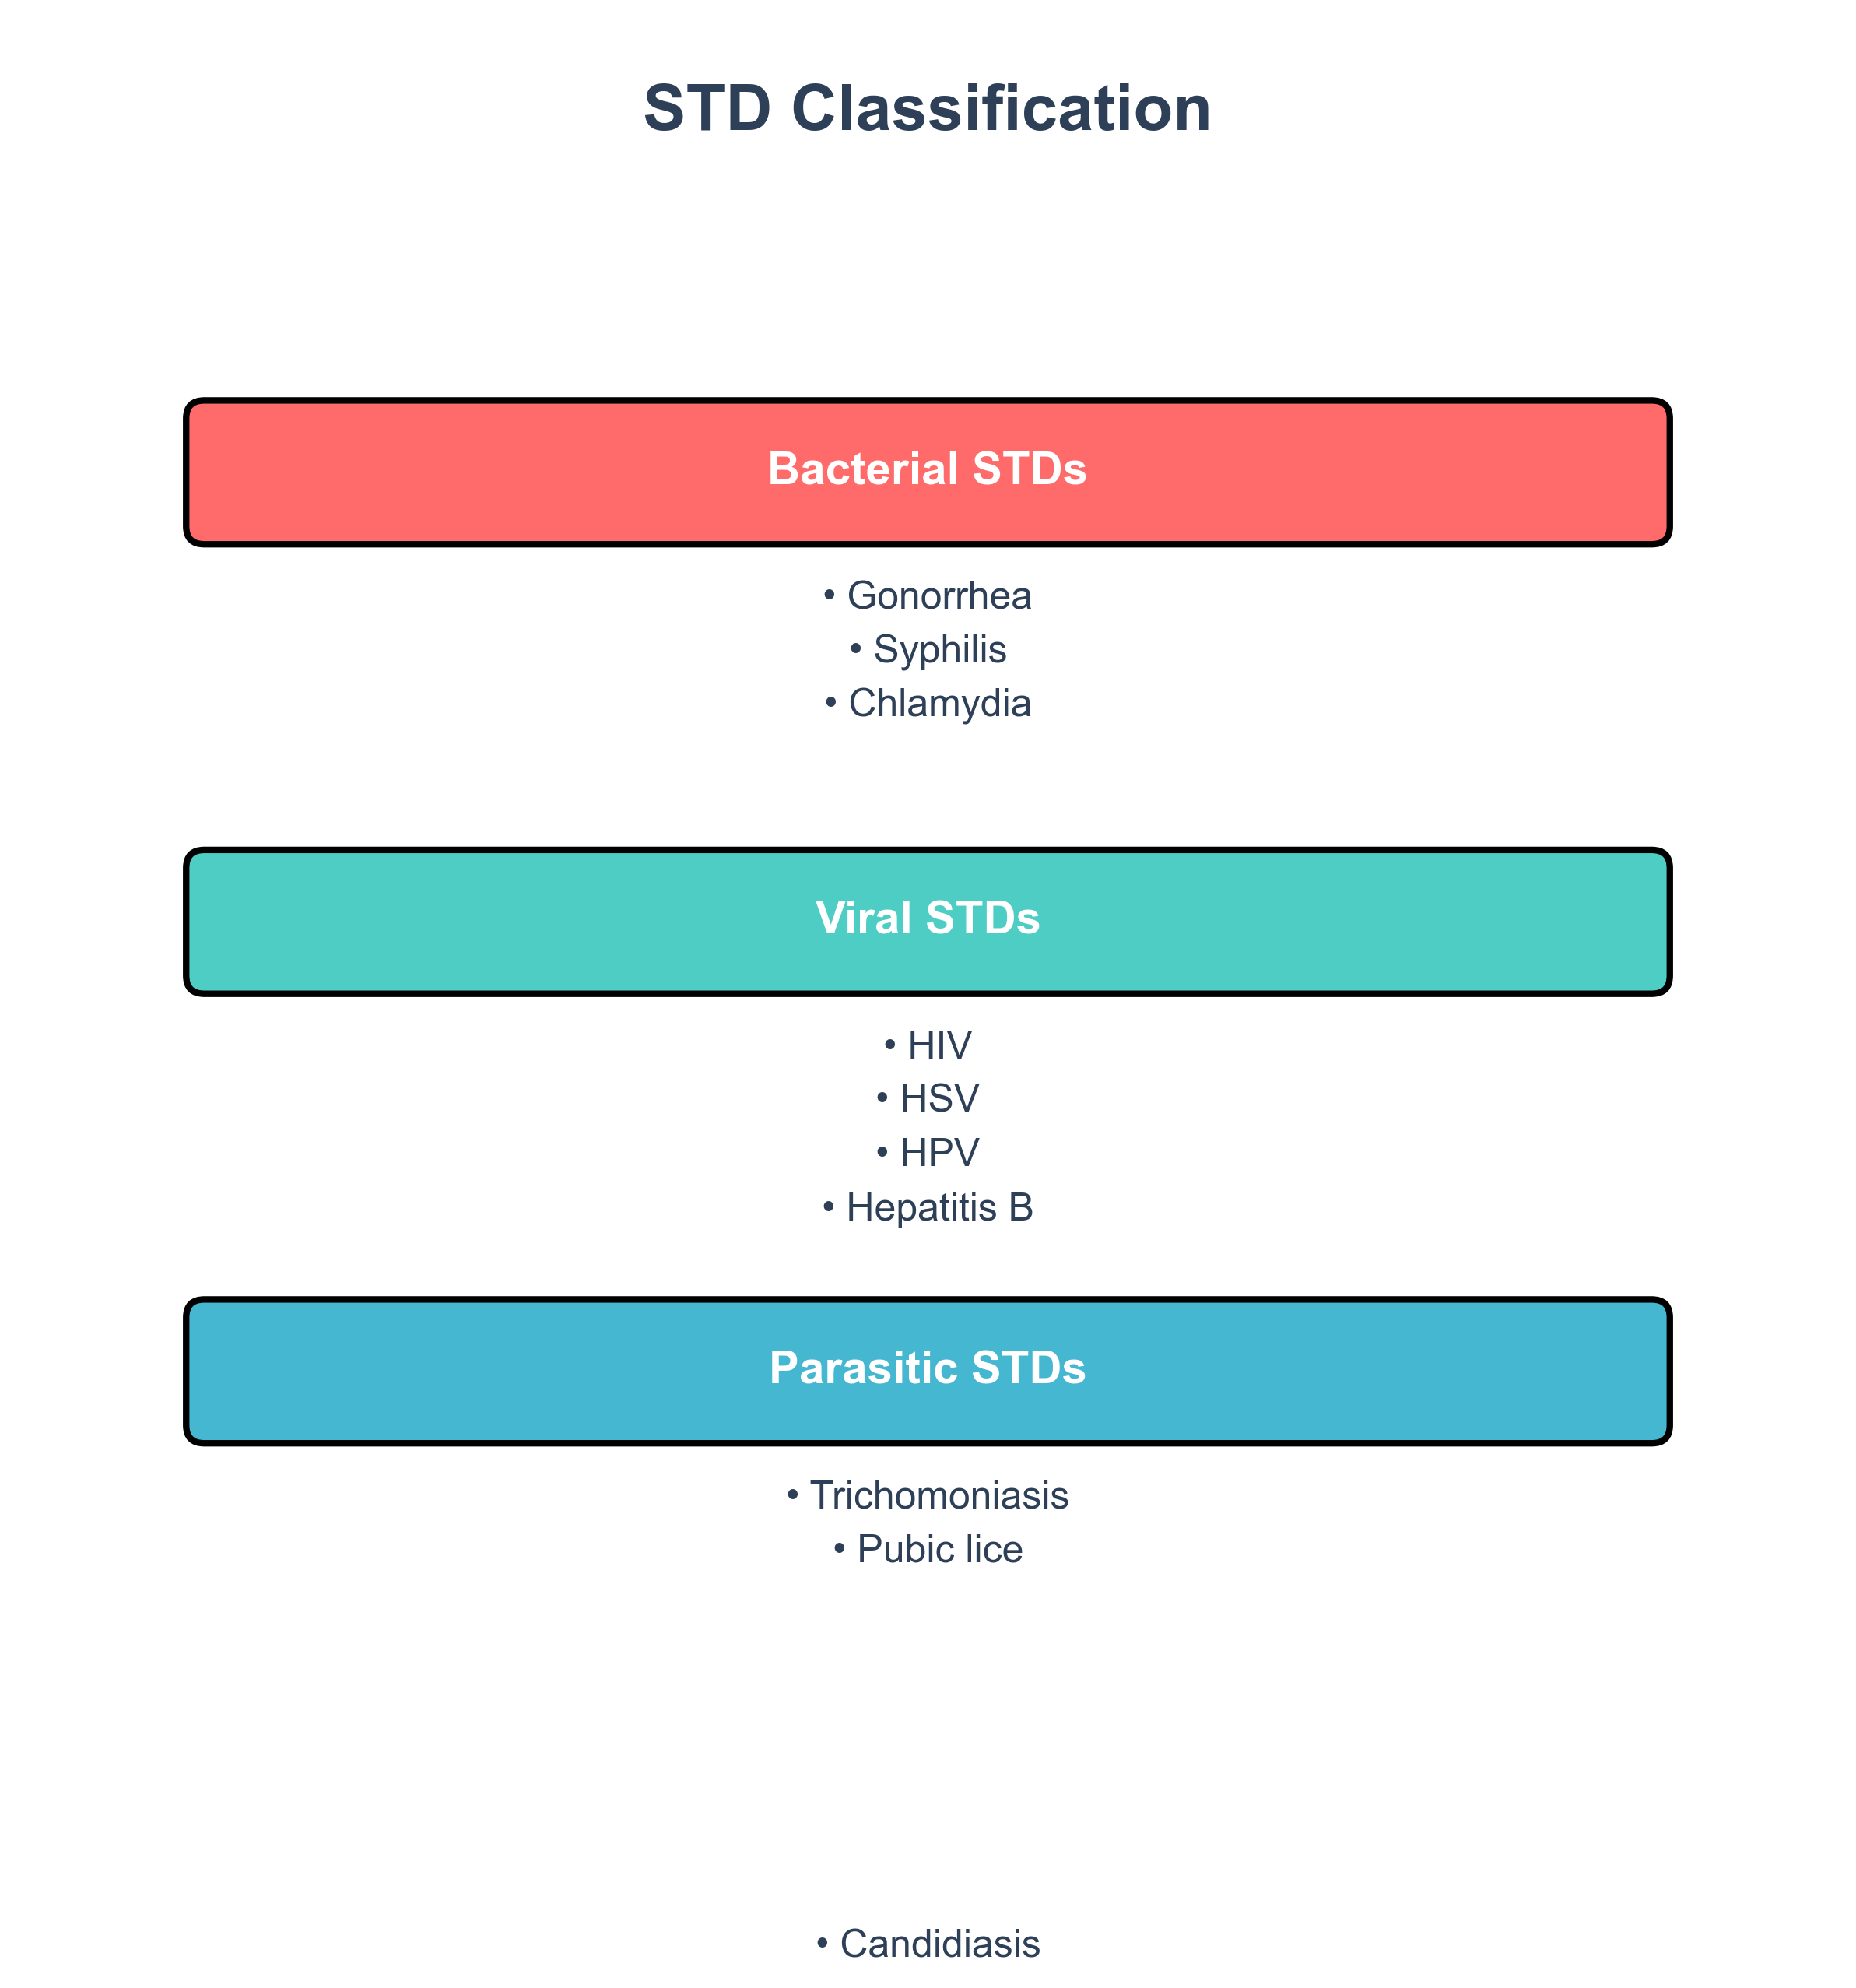 STD Classification
Bacterial STDs
• Gonorrhea
• Syphilis
• Chlamydia
Viral STDs
• HIV
• HSV
• HPV
• Hepatitis B
Parasitic STDs
• Trichomoniasis
• Pubic lice
• Candidiasis